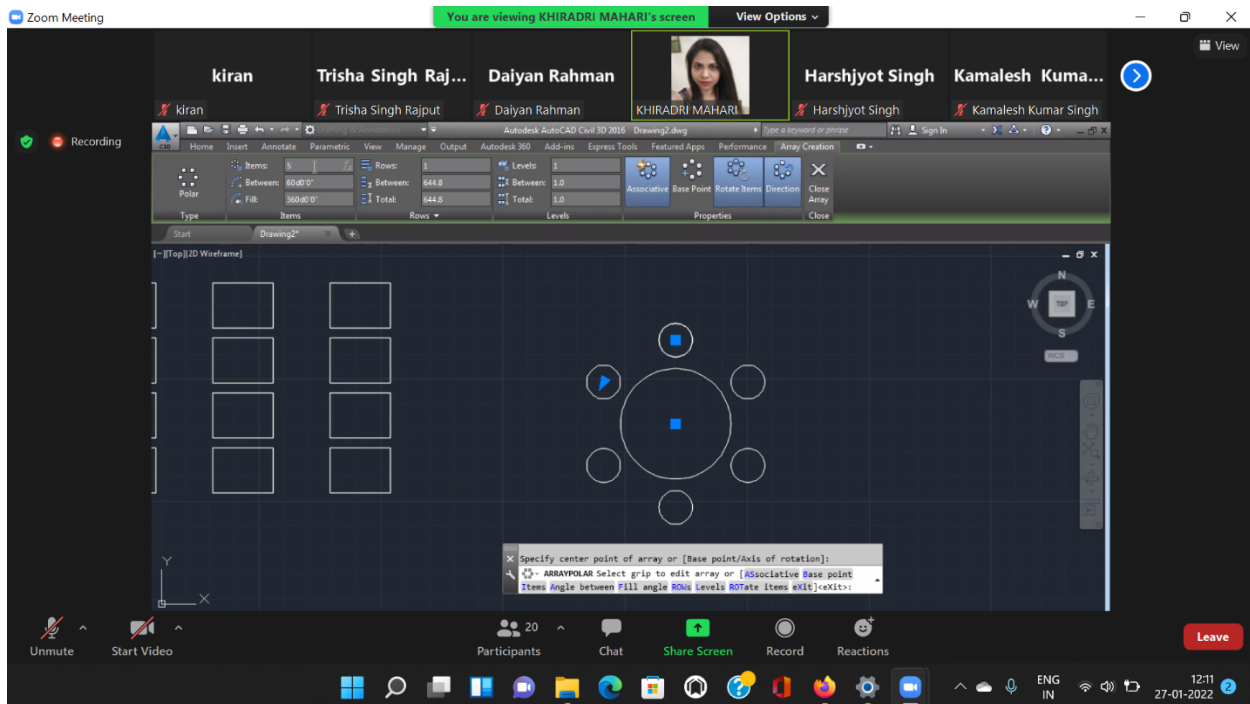 Zoom Meeting
You are viewing KHIRADRI MAHARI's screen View Options
View
kiran Trisha Singh Raj... Daiyan Rahman Harshjyot Singh Kamalesh Kuma...
kiran Trisha Singh Rajput Daiyan Rahman KHIRADRI MAHARI Harshjyot Singh Kamalesh Kumar Singh
Recording
C3D Drafting & Annotation Autodesk AutoCAD Civil 3D 2016 Drawing2.dwg Type a keyword or phrase Sign In
Home Insert Annotate Parametric View Manage Output Autodesk 360 Add-ins Express Tools Featured Apps Performance Array Creation
Items: 5 Rows: 1 Levels: 1
Between: 60d0'0" Between: 644.8 Between: 1.0
Fill: 360d0'0" Total: 644.8 Total: 1.0
Polar Associative Base Point Rotate Items Direction Close Array
Type Items Rows Levels Properties Close
Start Drawing2*
[−][Top][2D Wireframe]
N
W TOP E
S
WCS
Y
X
Specify center point of array or [Base point/Axis of rotation]:
ARRAYPOLAR Select grip to edit array or [ASsociative Base point
Items Angle between Fill angle ROWs Levels ROTate items eXit]<eXit>:
20
Unmute Start Video Participants Chat Share Screen Record Reactions Leave
ENG
IN
12:11
27-01-2022
2